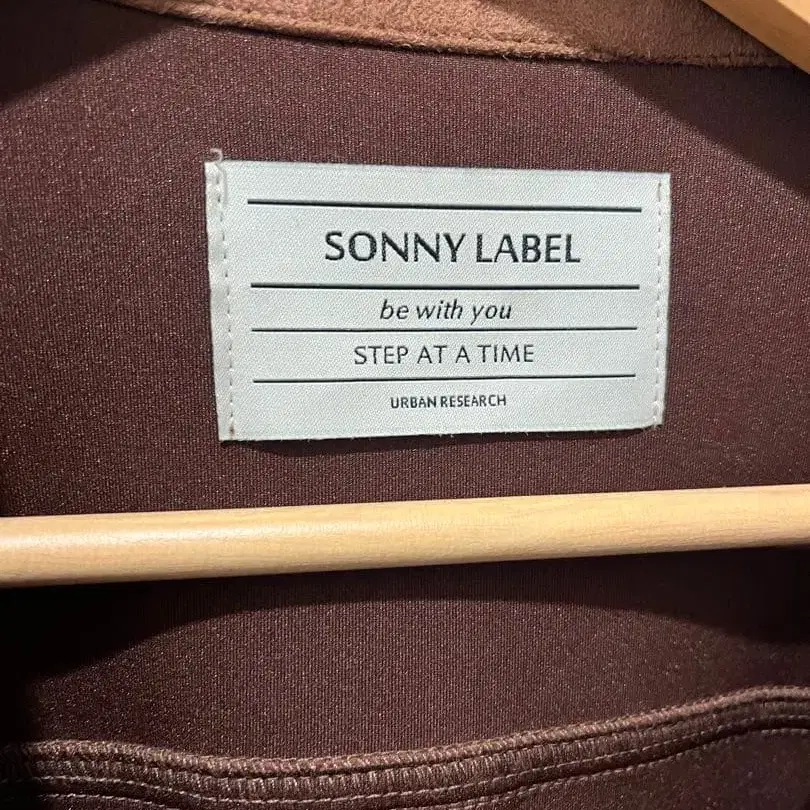 SONNY LABEL
be with you
STEP AT A TIME
URBAN RESEARCH